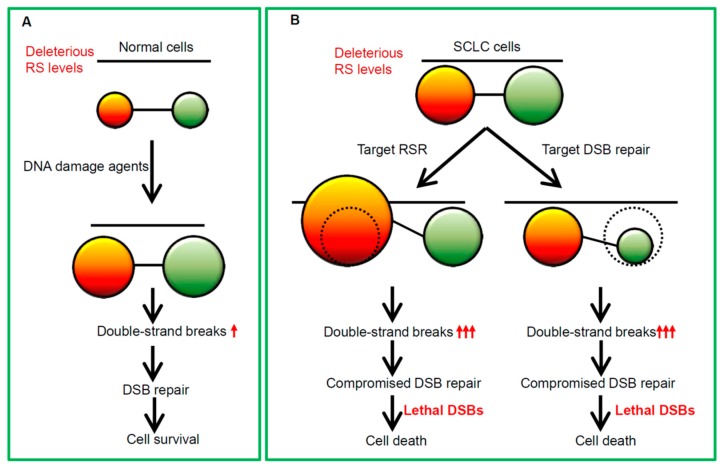 A
Deleterious
RS levels
Normal cells
DNA damage agents
Double-strand breaks
DSB repair
Cell survival
B
Deleterious
RS levels
SCLC cells
Target RSR
Target DSB repair
Double-strand breaks
Double-strand breaks
Compromised DSB repair
Compromised DSB repair
Lethal DSBs
Lethal DSBs
Cell death
Cell death